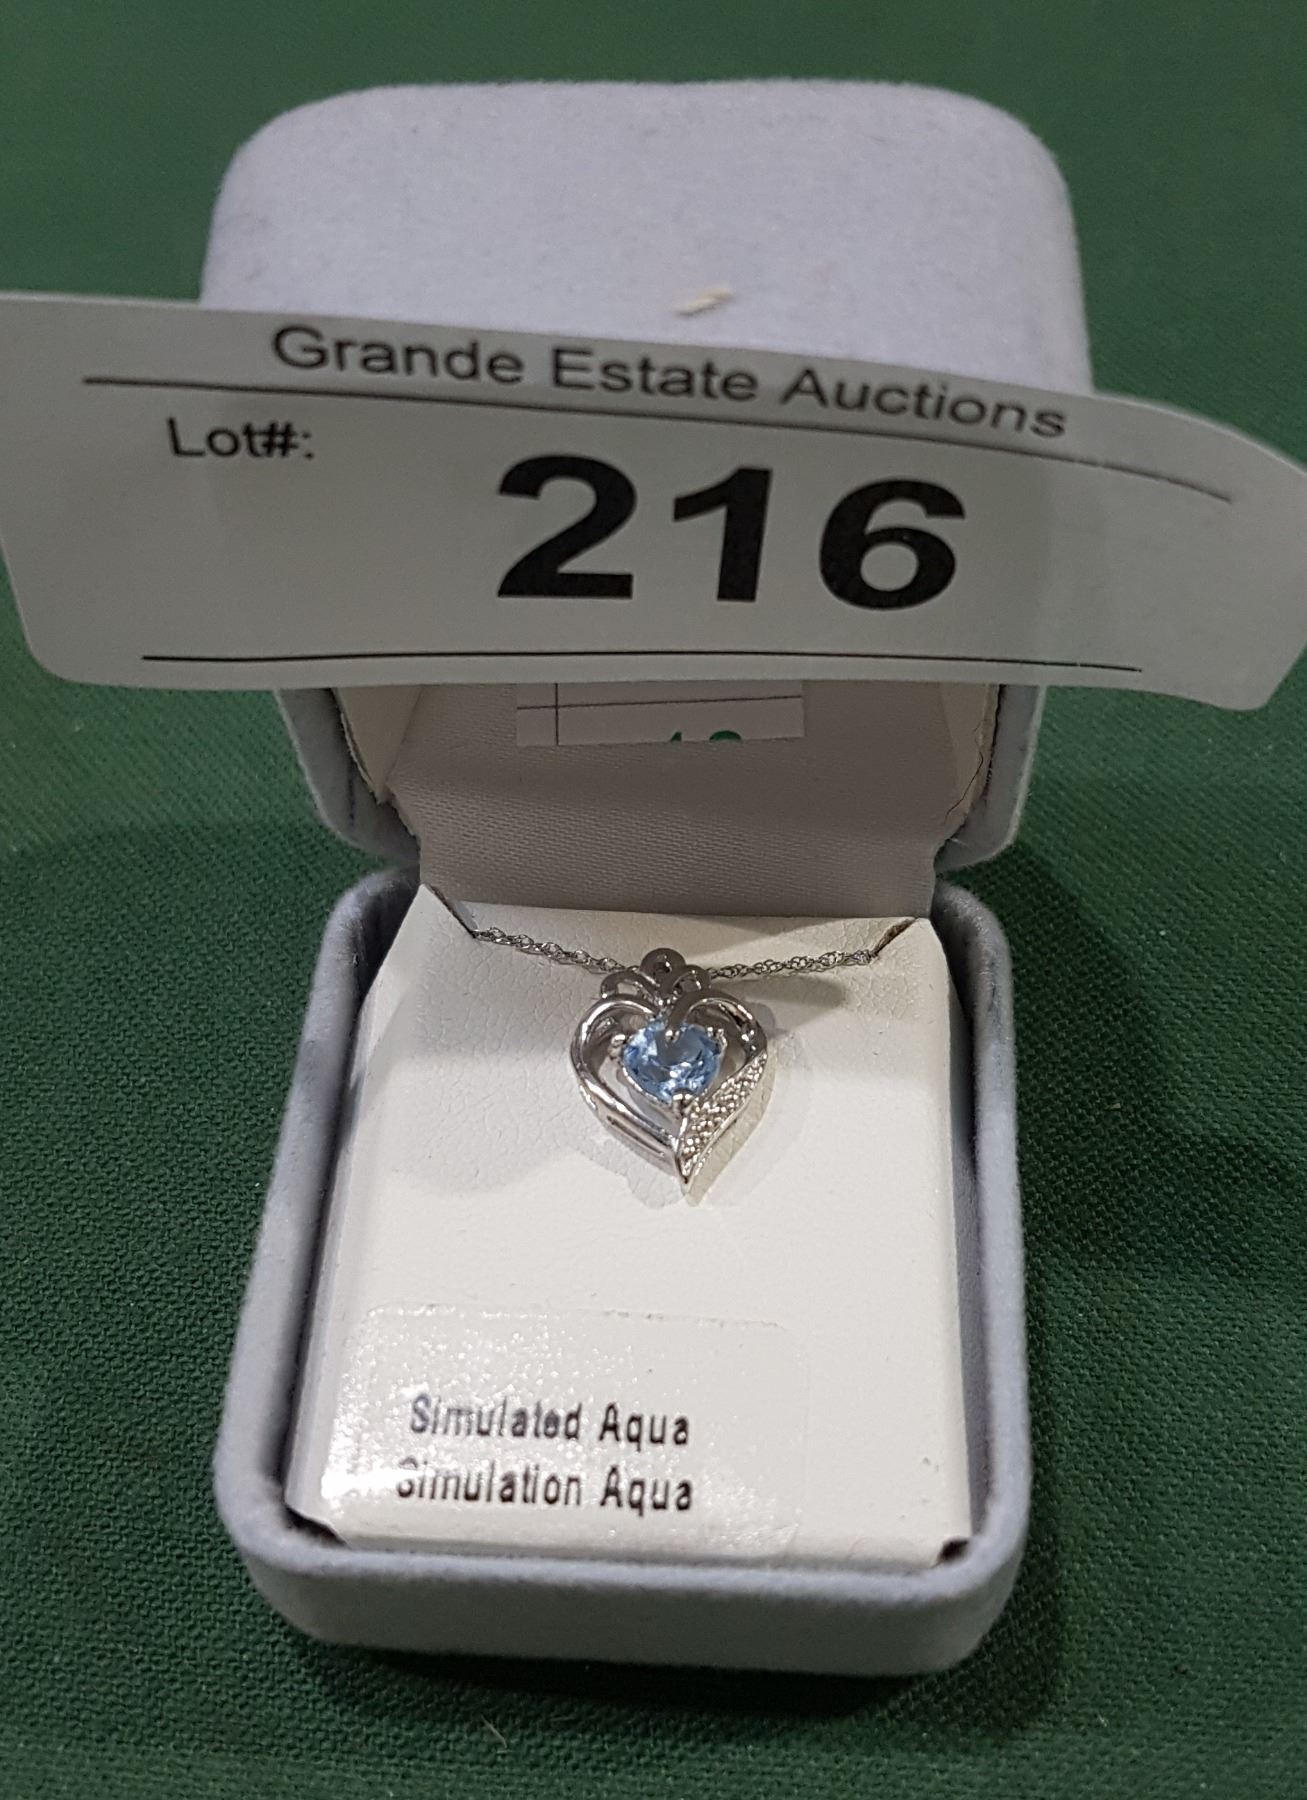 Grande Estate Auctions
Lot#:
216
Simulated Aqua
Simulation Aqua